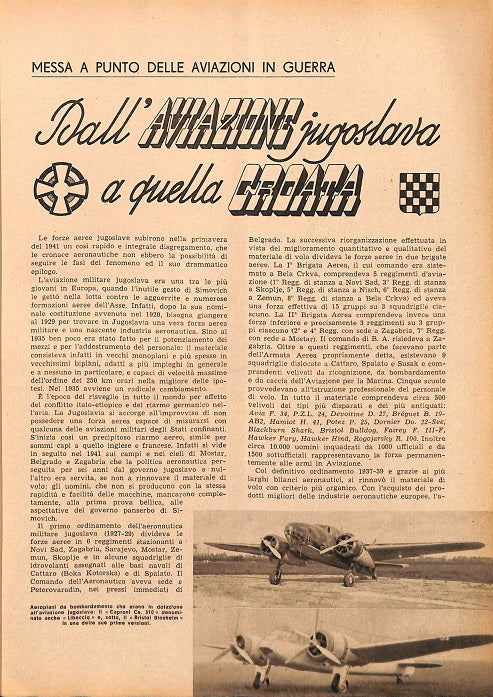 MESSA A PUNTO DELLE AVIAZIONI IN GUERRA
Dall'AVIAZIONE jugoslava
a quella CROATA
Le forze aeree jugoslave subirono nella primavera
del 1941 un così rapido e integrale disgregamento, che
le cronache aeronautiche non ebbero la possibilità di
seguire le fasi del fenomeno ed il suo drammatico
epilogo.
L'aviazione militare jugoslava era una tra le più
giovani in Europa, quando l'inutile gesto di Simovich
le gettò nella lotta contro le agguerrite e numerose
formazioni aeree dell'Asse. Infatti, dopo la sua nomi-
nale costituzione avvenuta nel 1920, bisogna giungere
al 1929 per trovare in Jugoslavia una vera forza aerea
militare e una nascente industria aeronautica. Sino al
1935 ben poco era stato fatto per il potenziamento dei
mezzi e per l'addestramento del personale: il materiale
consisteva infatti in vecchi monoplani e più spesso in
vecchissimi biplani, adatti a più impieghi in generale
e a nessuno in particolare, e capaci di velocità massime
dell'ordine dei 250 km orari nella migliore delle ipo-
tesi. Nel 1935 avviene un radicale cambiamento.
È l'epoca del risveglio in tutto il mondo per effetto
del conflitto italo-etiopico e del riarmo germanico nel-
l'aria. La Jugoslavia si accorge all'improvviso di non
possedere una forza aerea capace di misurarsi con
qualcuna delle aviazioni militari degli Stati confinanti.
S'inizia così un precipitoso riarmo aereo, simile per
sommi capi a quello inglese e francese. Infatti si vide
in seguito nel 1941 sui campi e nei cieli di Mostar,
Belgrado e Zagabria che la politica aeronautica per-
seguita per sei anni dal governo jugoslavo a nul-
l'altro era servita, se non a rinnovare il materiale di
volo: gli uomini, che non si producono con la stessa
rapidità e facilità delle macchine, mancarono comple-
tamente, alla prima prova bellica, alle
aspettative del governo panserbo di Si-
movich.
Il primo ordinamento dell'aeronautica
militare jugoslava (1927-29) divideva le
forze aeree in 6 reggimenti stazionanti a
Novi Sad, Zagabria, Sarajevo, Mostar, Ze-
mun, Skoplje e in alcune squadriglie di
idrovolanti assegnati alle basi navali di
Cattaro (Boka Kotorska) e di Spalato. Il
Comando dell'Aeronautica aveva sede a
Petervaradin, nei pressi immediati di
Aeroplani da bombardamento che erano in dotazione
all'aviazione jugoslava: il «Caproni Ca. 310» denomi-
nato anche «Libeccio» e, sotto, il «Bristol Blenheim»
in una delle sue prime versioni.
Belgrado. La successiva riorganizzazione effettuata in
vista del miglioramento quantitativo e qualitativo del
materiale di volo divideva le forze aeree in due brigate
aeree. La Iª Brigata Aerea, il cui comando era siste-
mato a Bela Crkvá, comprendeva 5 reggimenti d'avia-
zione (1º Regg. di stanza a Novi Sad, 3º Regg. di stanza
a Skoplje, 5º Regg. di stanza a Nisch, 6º Regg. di stanza
a Zemun, 8º Regg. di stanza a Bela Crkva) ed aveva
una forza effettiva di 15 gruppi su 3 squadriglie cia-
scuno. La IIª Brigata Aerea comprendeva invece una
forza inferiore e precisamente 3 reggimenti su 3 grup-
pi ciascuno (2º e 4º Regg. con sede a Zagabria, 7º Regg.
con sede a Mostar). Il comando di B. A. risiedeva a Za-
gabria. Oltre a questi reggimenti, che facevano parte
dell'Armata Aerea propriamente detta, esistevano 9
squadriglie dislocate a Cattaro, Spalato e Susak e com-
prendenti velivoli da ricognizione, da bombardamento
e da caccia dell'Aviazione per la Marina. Cinque scuole
provvedevano all'istruzione professionale del personale
di volo. In tutto il materiale comprendeva circa 500
velivoli dei tipi più disparati e dei più antiquati:
Avia P. 34, P.Z.L. 24, Devoitine D. 27, Bréguet B. 19-
AB2, Hanriot H. 41, Potez P. 25, Dornier Do. 22-See,
Blackburn Shark, Bristol Bulldog, Fairey F. III-F,
Hawker Fury, Hawker Hind, Rogojarsky R. 100. Inoltre
circa 10.000 uomini inquadrati da 1000 ufficiali e da
1500 sottufficiali rappresentavano la forza permanen-
temente alle armi in Aviazione.
Col definitivo ordinamento 1937-39 e grazie ai più
larghi bilanci aeronautici, si rinnovò il materiale di
volo con criterio più organico. Con l'acquisto dei pro-
dotti migliori delle industrie aeronautiche europee, l'a-